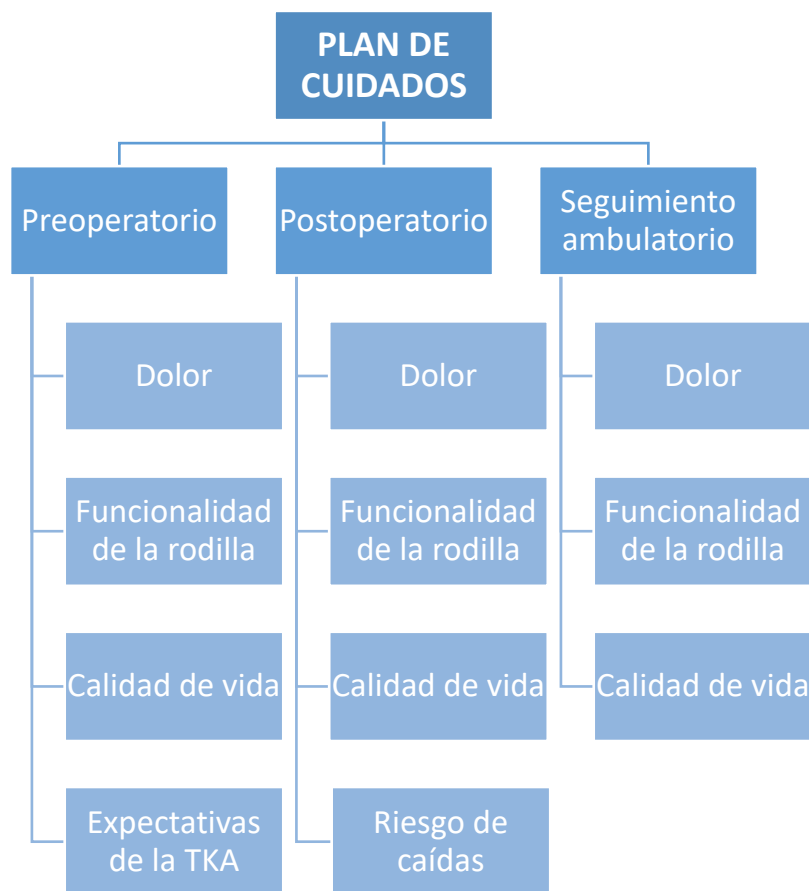 PLAN DE
CUIDADOS
Preoperatorio
Dolor
Funcionalidad
de la rodilla
Calidad de vida
Expectativas
de la TKA
Postoperatorio
Dolor
Funcionalidad
de la rodilla
Calidad de vida
Riesgo de
caídas
Seguimiento
ambulatorio
Dolor
Funcionalidad
de la rodilla
Calidad de vida